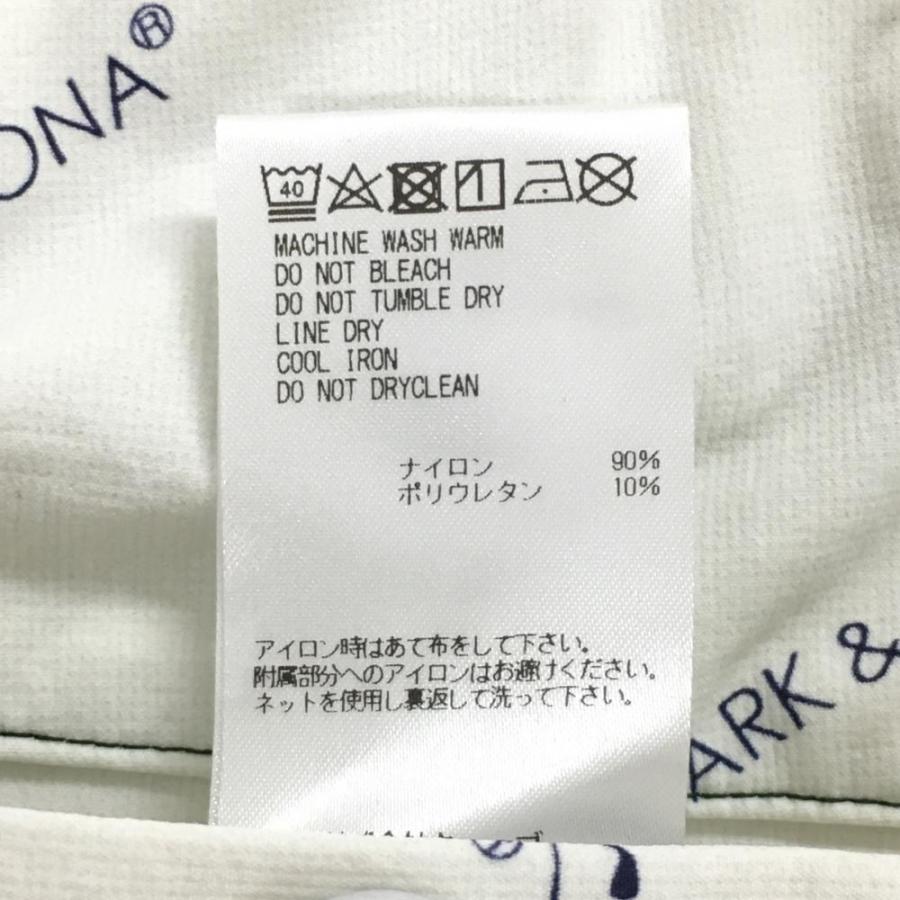 ONA®
40
MACHINE WASH WARM
DO NOT BLEACH
DO NOT TUMBLE DRY
LINE DRY
COOL IRON
DO NOT DRYCLEAN
ナイロン 90%
ポリウレタン 10%
アイロン時はあて布をして下さい。
附属部分へのアイロンはお避けください。
ネットを使用し裏返して洗って下さい。
ARK &